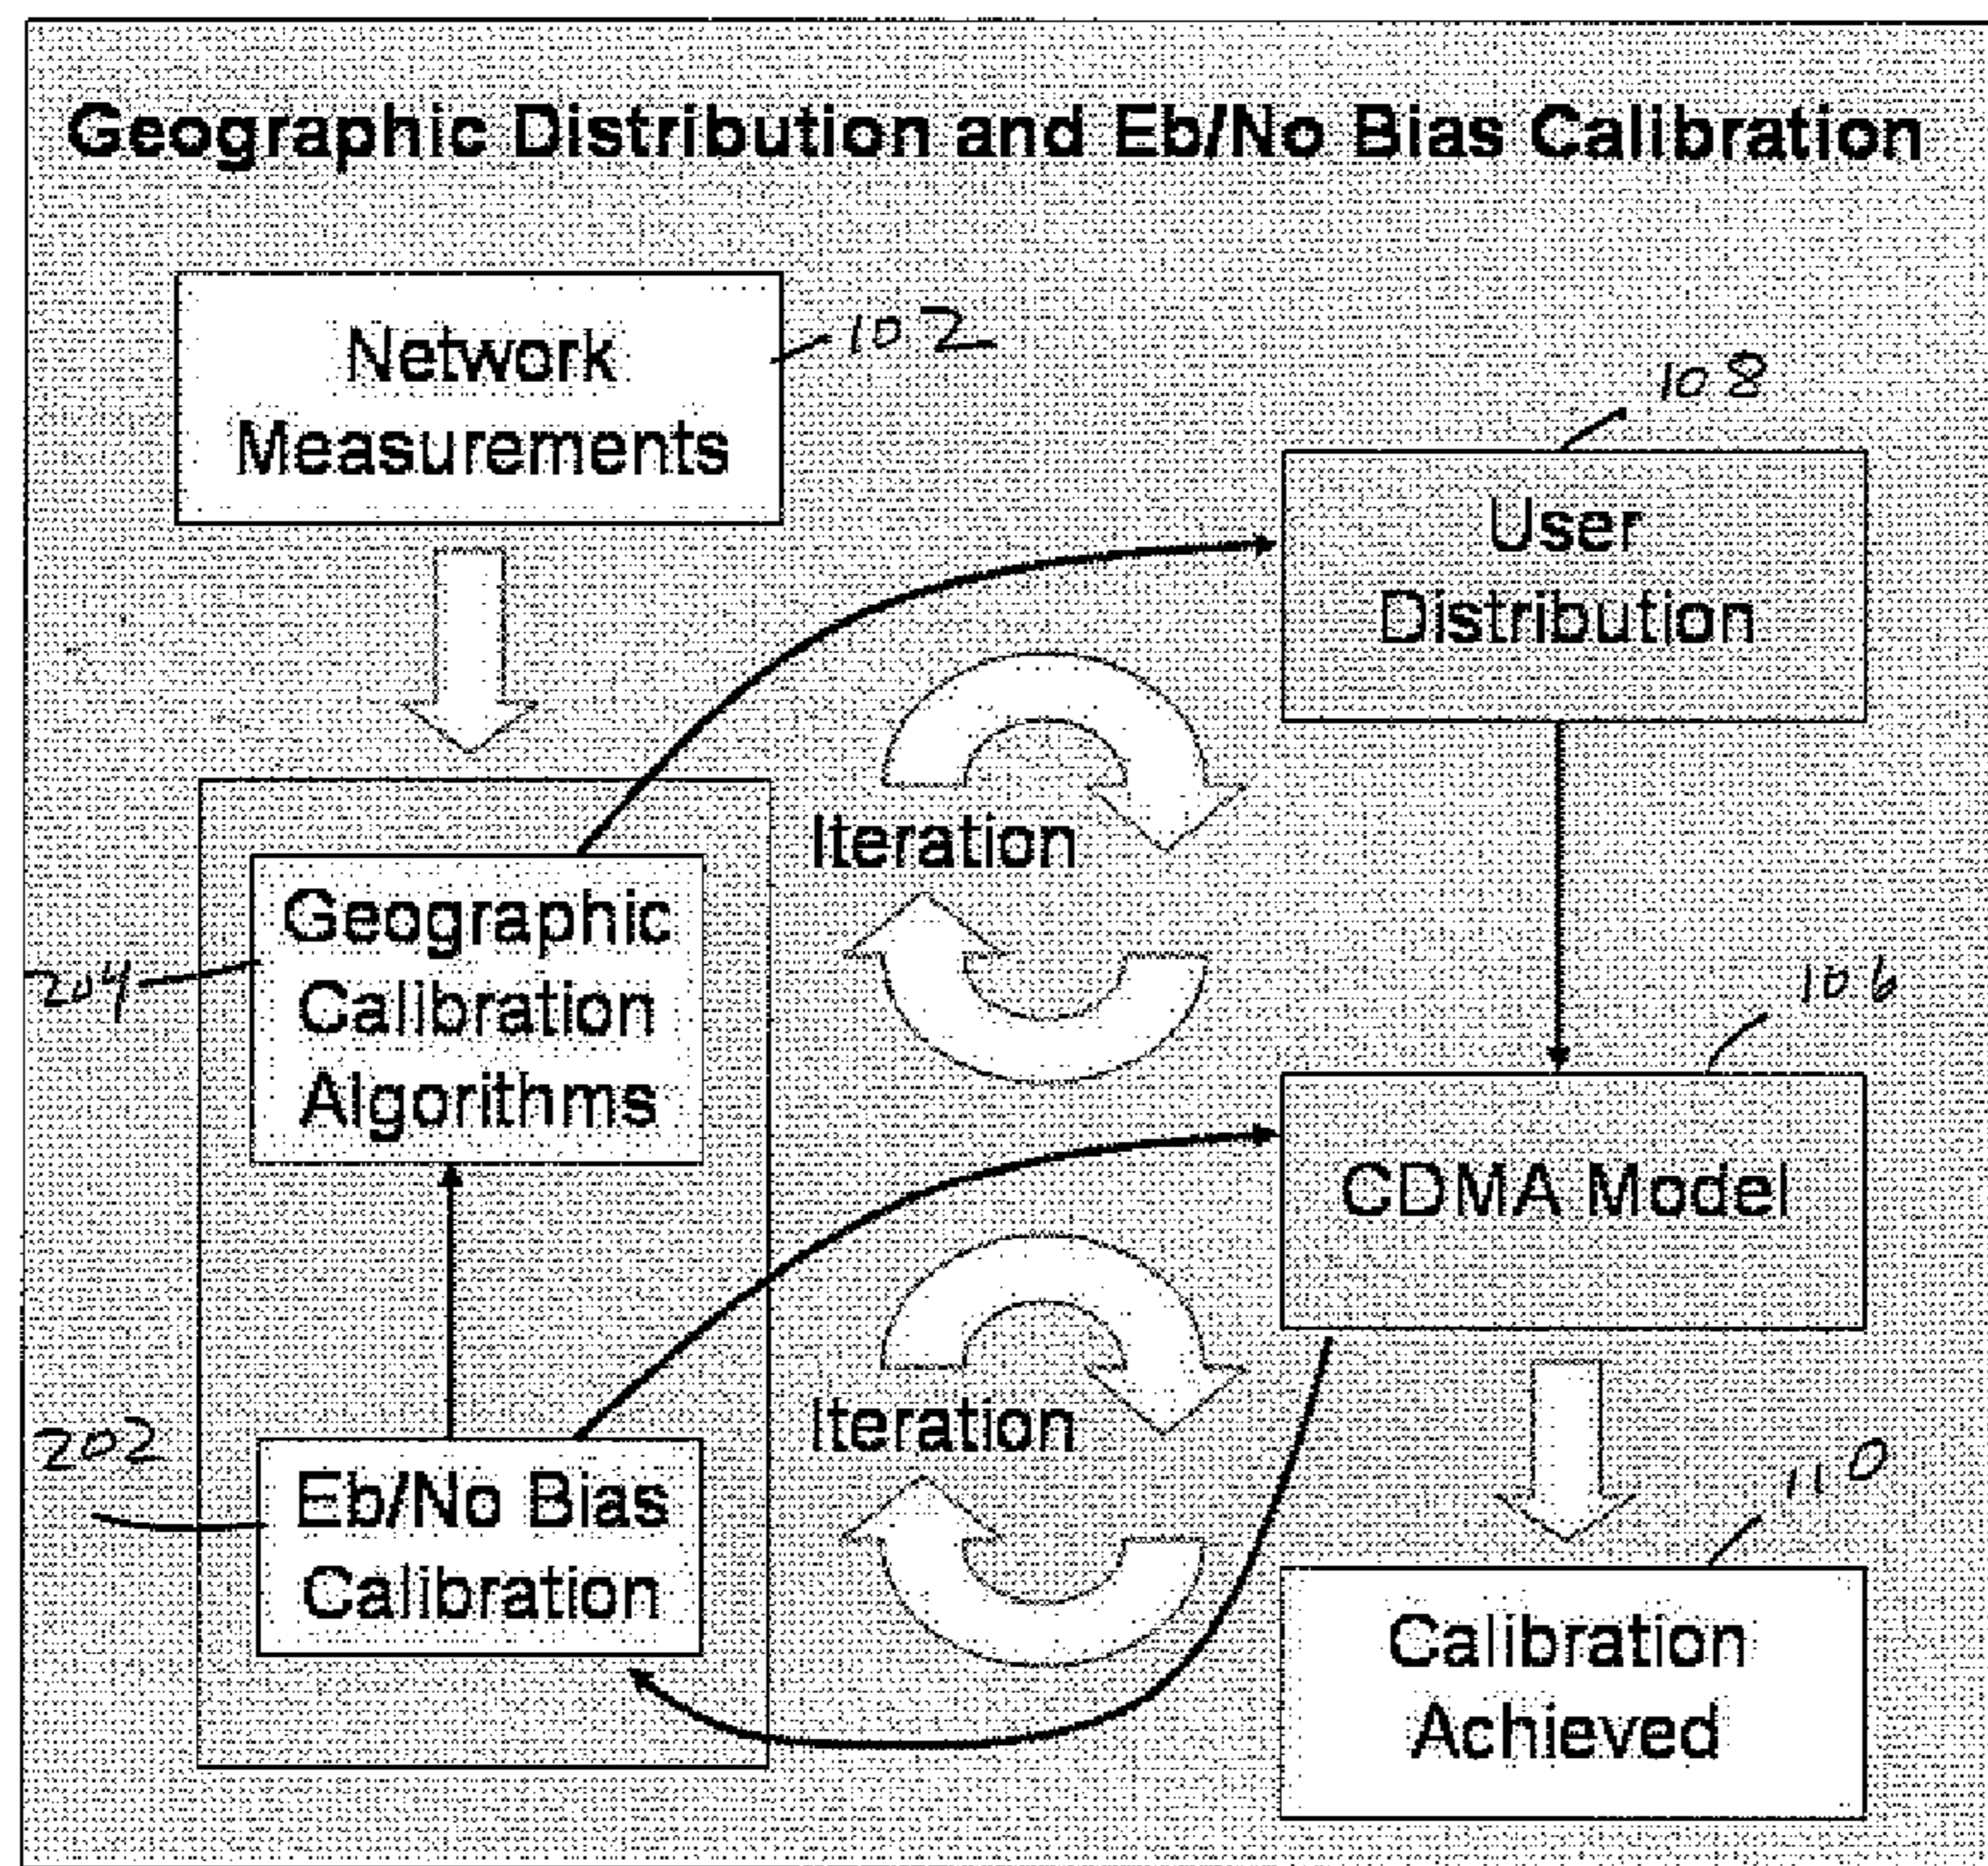 Geographic Distribution and Eb/No Bias Calibration
Network
Measurements
102
108
User
Distribution
Iteration
Geographic
Calibration
Algorithms
204
106
CDMA Model
Iteration
202
Eb/No Bias
Calibration
110
Calibration
Achieved